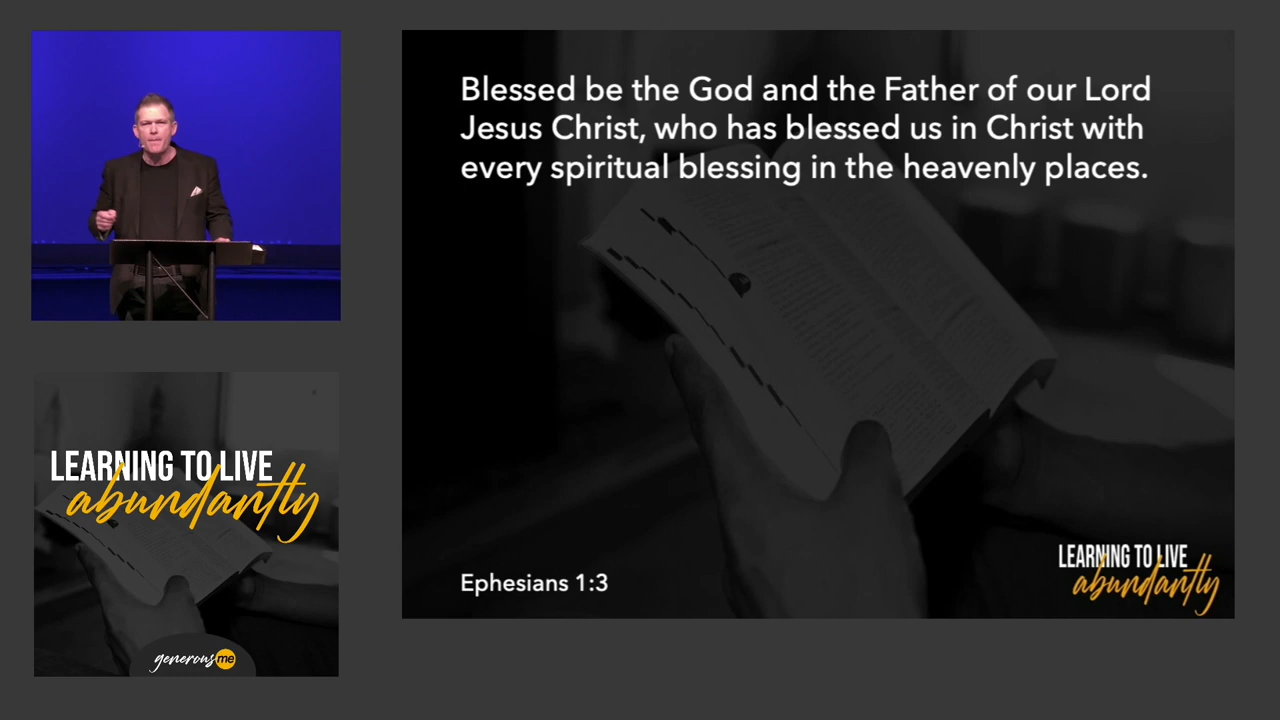 Blessed be the God and the Father of our Lord
Jesus Christ, who has blessed us in Christ with
every spiritual blessing in the heavenly places.
Ephesians 1:3
LEARNING TO LIVE
abundantly
LEARNING TO LIVE
abundantly
generous me